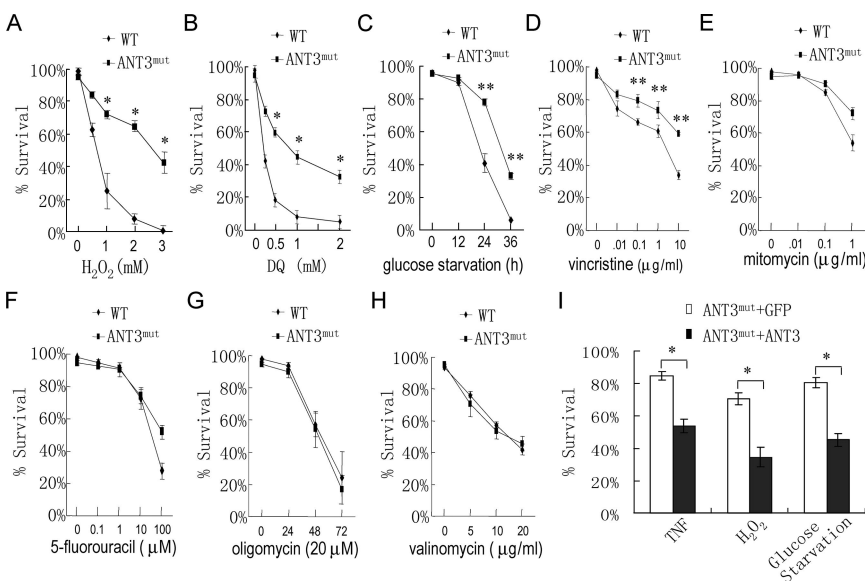 A
WT
ANT3mut
100%
80%
60%
40%
20%
0%
% Survival
* * *
0 1 2 3
H2O2 (mM)
B
WT
ANT3mut
100%
80%
60%
40%
20%
0%
% Survival
* * *
0 0.5 1 2
DQ (mM)
C
WT
ANT3mut
100%
80%
60%
40%
20%
0%
% Survival
** **
0 12 24 36
glucose starvation (h)
D
WT
ANT3mut
100%
80%
60%
40%
20%
0%
% Survival
** ** **
0 .01 0.1 1 10
vincristine (μg/ml)
E
WT
ANT3mut
100%
80%
60%
40%
20%
0%
% Survival
0 .01 0.1 1
mitomycin (μg/ml)
F
WT
ANT3mut
100%
80%
60%
40%
20%
0%
% Survival
0 0.1 1 10 100
5-fluorouracil (μM)
G
WT
ANT3mut
100%
80%
60%
40%
20%
0%
% Survival
0 24 48 72
oligomycin (20 μM)
H
WT
ANT3mut
100%
80%
60%
40%
20%
0%
% Survival
0 5 10 20
valinomycin (μg/ml)
I
ANT3mut+GFP
ANT3mut+ANT3
100%
80%
60%
40%
20%
0%
% Survival
* * *
TNF
H2O2
Glucose
Starvation